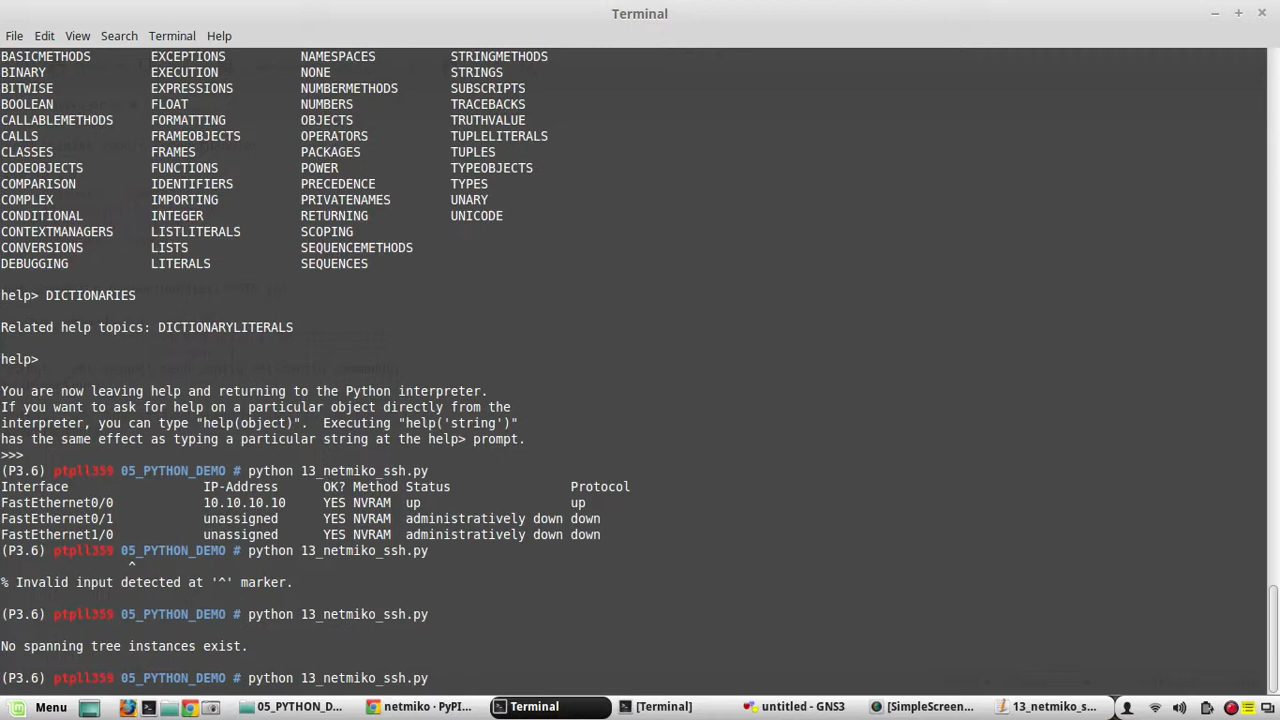 Terminal
File Edit View Search Terminal Help
BASICMETHODS EXCEPTIONS NAMESPACES STRINGMETHODS
BINARY EXECUTION NONE STRINGS
BITWISE EXPRESSIONS NUMBERMETHODS SUBSCRIPTS
BOOLEAN FLOAT NUMBERS TRACEBACKS
CALLABLEMETHODS FORMATTING OBJECTS TRUTHVALUE
CALLS FRAMEOBJECTS OPERATORS TUPLELITERALS
CLASSES FRAMES PACKAGES TUPLES
CODEOBJECTS FUNCTIONS POWER TYPEOBJECTS
COMPARISON IDENTIFIERS PRECEDENCE TYPES
COMPLEX IMPORTING PRIVATENAMES UNARY
CONDITIONAL INTEGER RETURNING UNICODE
CONTEXTMANAGERS LISTLITERALS SCOPING
CONVERSIONS LISTS SEQUENCEMETHODS
DEBUGGING LITERALS SEQUENCES
help> DICTIONARIES
Related help topics: DICTIONARYLITERALS
help>
You are now leaving help and returning to the Python interpreter.
If you want to ask for help on a particular object directly from the
interpreter, you can type "help(object)".  Executing "help('string')"
has the same effect as typing a particular string at the help> prompt.
>>>
(P3.6) ptpll359 05_PYTHON_DEMO # python 13_netmiko_ssh.py
Interface IP-Address OK? Method Status Protocol
FastEthernet0/0 10.10.10.10 YES NVRAM up up
FastEthernet0/1 unassigned YES NVRAM administratively down down
FastEthernet1/0 unassigned YES NVRAM administratively down down
(P3.6) ptpll359 05_PYTHON_DEMO # python 13_netmiko_ssh.py
^
% Invalid input detected at '^' marker.
(P3.6) ptpll359 05_PYTHON_DEMO # python 13_netmiko_ssh.py
No spanning tree instances exist.
(P3.6) ptpll359 05_PYTHON_DEMO # python 13_netmiko_ssh.py
Menu 05_PYTHON_D... netmiko · PyPI... Terminal [Terminal] untitled - GNS3 [SimpleScreen... 13_netmiko_s...